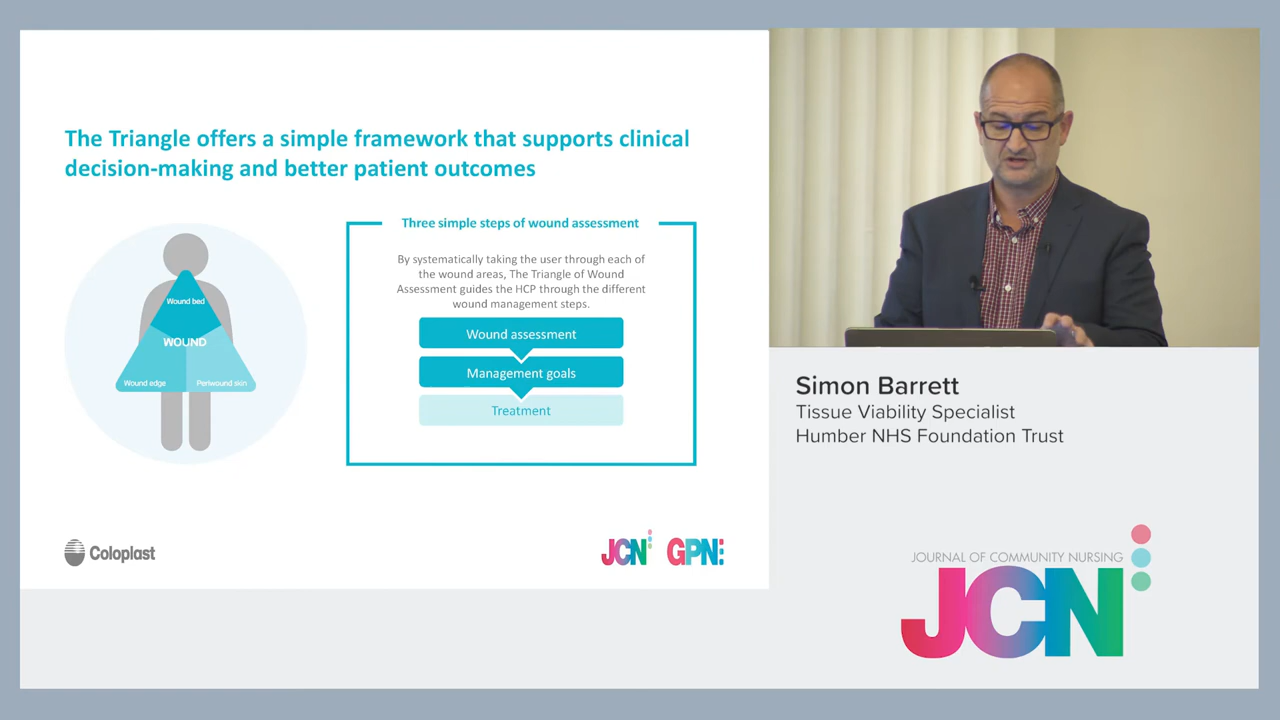 The Triangle offers a simple framework that supports clinical
decision-making and better patient outcomes
Wound bed
WOUND
Wound edge
Periwound skin
Three simple steps of wound assessment
By systematically taking the user through each of
the wound areas, The Triangle of Wound
Assessment guides the HCP through the different
wound management steps.
Wound assessment
Management goals
Treatment
Coloplast
JCN
GPN
Simon Barrett
Tissue Viability Specialist
Humber NHS Foundation Trust
JOURNAL OF COMMUNITY NURSING
JCN